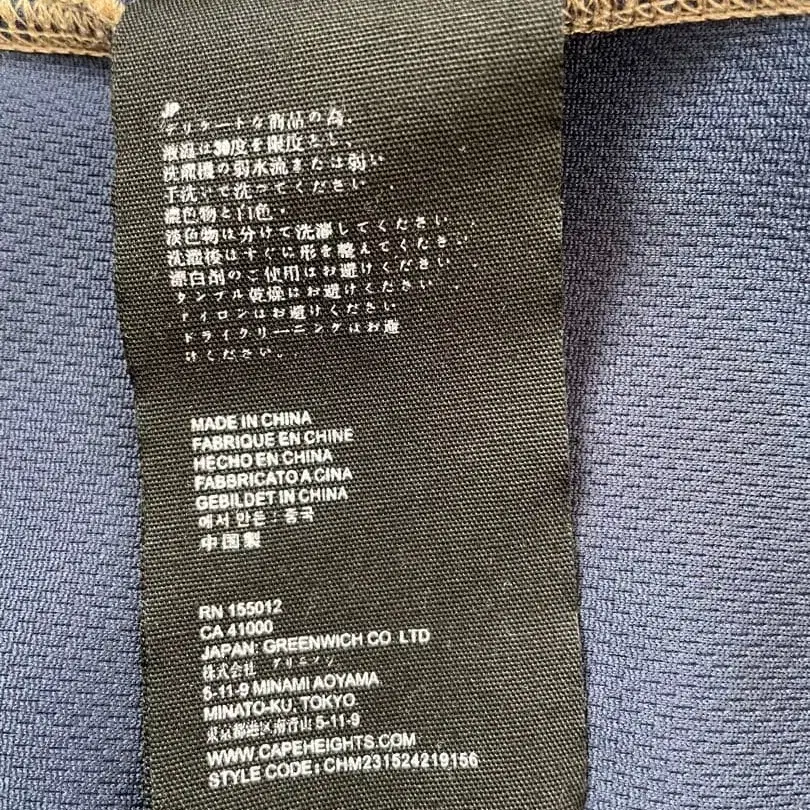 JP
デリケートな商品の為、
液温は30度を限度とし、
洗濯機の弱水流または弱い
手洗いで洗ってください。
濃色物と白色、
淡色物は分けて洗濯してください。
洗濯後はすぐに形を整えてください。
漂白剤のご使用はお避けください。
タンブル乾燥はお避けください。
アイロンはお避けください。
ドライクリーニングはお避
けください。
MADE IN CHINA
FABRIQUE EN CHINE
HECHO EN CHINA
FABBRICATO A CINA
GEBILDET IN CHINA
에서 만든 : 중국
中国製
RN 155012
CA 41000
JAPAN: GREENWICH CO LTD
株式会社
5-11-9 MINAMI AOYAMA
MINATO-KU, TOKYO
東京都港区南青山 5-11-9
WWW.CAPEHEIGHTS.COM
STYLE CODE : CHM231524219156